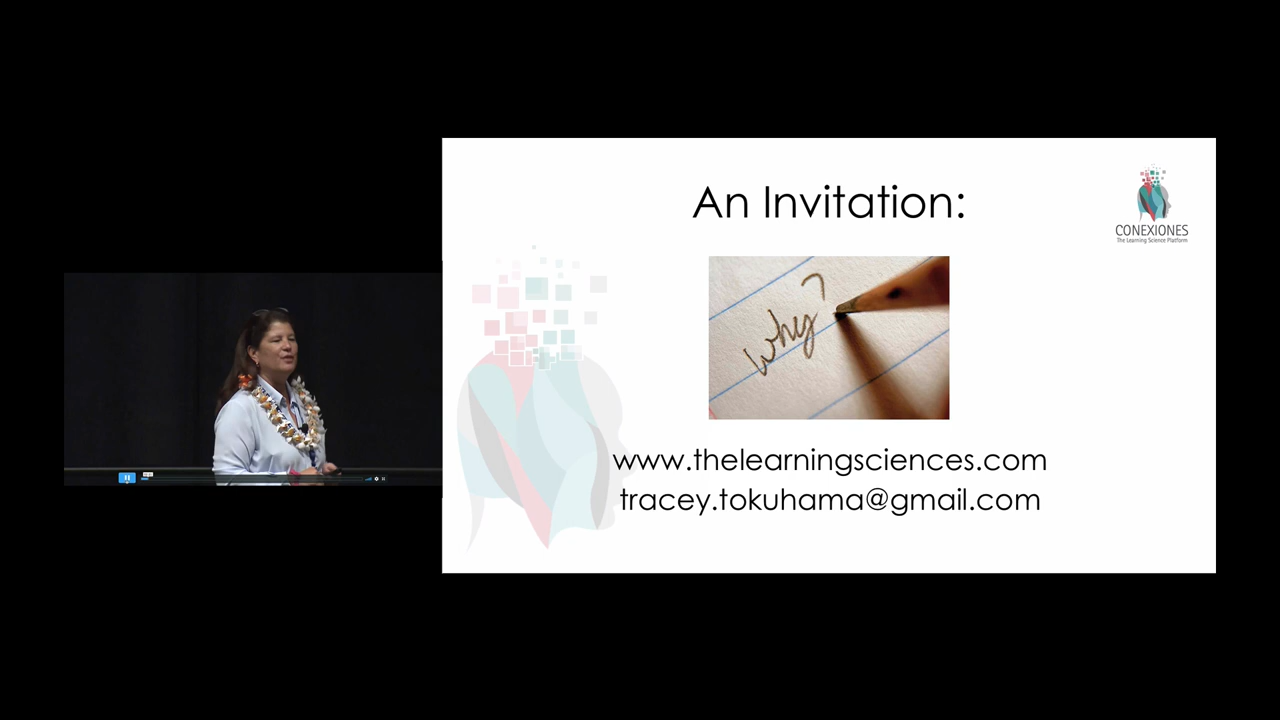 An Invitation:
CONEXIONES
The Learning Science Platform
why?
www.thelearningsciences.com
tracey.tokuhama@gmail.com